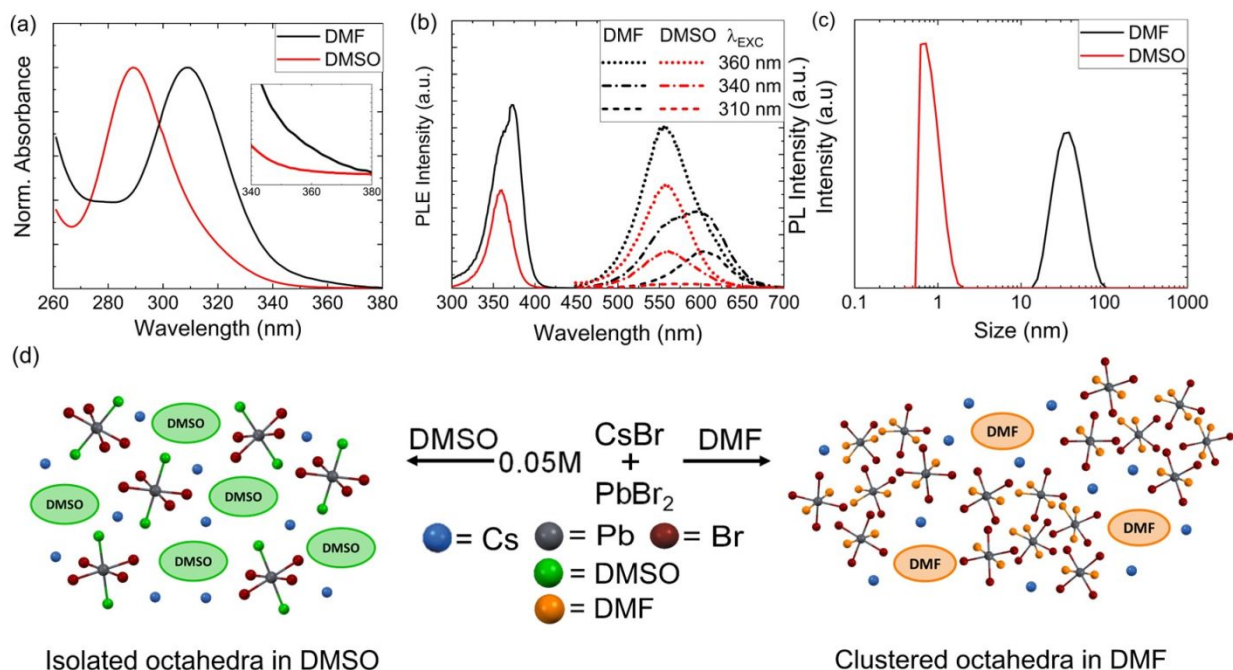 (a)
DMF
DMSO
Norm. Absorbance
340 360 380
260 280 300 320 340 360 380
Wavelength (nm)
(b)
DMF DMSO λEXC
360 nm
340 nm
310 nm
PLE Intensity (a.u.)
PL Intensity (a.u.)
300 350 400 450 500 550 600 650 700
Wavelength (nm)
(c)
DMF
DMSO
Intensity (a.u)
0.1 1 10 100 1000
Size (nm)
(d)
DMSO
DMSO
DMSO
DMSO
DMSO
DMSO 0.05M CsBr + PbBr2 DMF
= Cs = Pb = Br
= DMSO
= DMF
DMF
DMF
DMF
Isolated octahedra in DMSO
Clustered octahedra in DMF